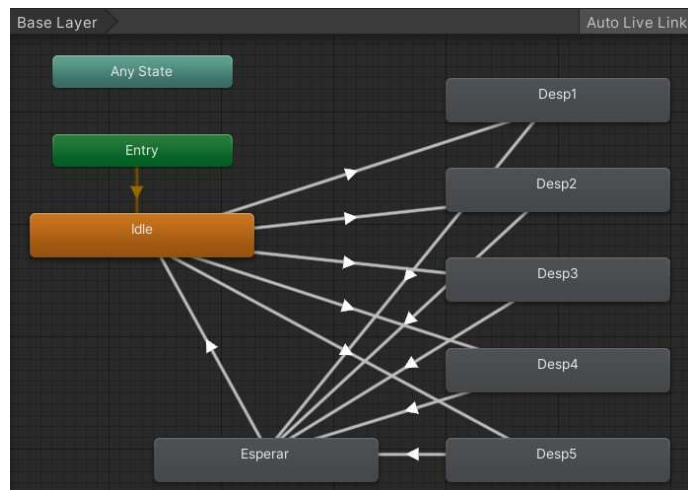 Base Layer
Auto Live Link
Any State
Desp1
Entry
Desp2
Idle
Desp3
Desp4
Esperar
Desp5